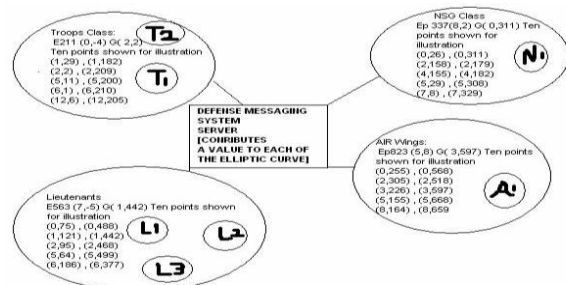 Troops Class:
T2
E211 (0,-4) G( 2,2)
Ten points shown for illustration
(1,29) , (1,182)
(2,2) , (2,209)
(5,11) , (5,200)
(6,1) , (6,210)
(12,6) , (12,205)
T1
NSG Class
Ep 337(8,2) G( 0,311) Ten
points shown for
illustration
(0,26) , (0,311)
(2,158) , (2,179)
(4,155) , (4,182)
(5,29) , (5,308)
(7,8) , (7,329)
N1
DEFENSE MESSAGING
SYSTEM
SERVER
[CONRIBUTES
A VALUE TO EACH OF
THE ELLIPTIC CURVE]
AIR Wings:
Ep823 (5,8) G( 3,597) Ten points
shown for illustration
(0,255) , (0,568)
(2,305) , (2,518)
(3,226) , (3,597)
(5,155) , (5,668)
(8,164) , (8,659
A1
Lieutenants
E563 (7,-5) G( 1,442) Ten points shown
for illustration
(0,75) , (0,488)
(1,121) , (1,442)
(2,95) , (2,468)
(5,64) , (5,499)
(6,186) , (6,377)
L1
L2
L3